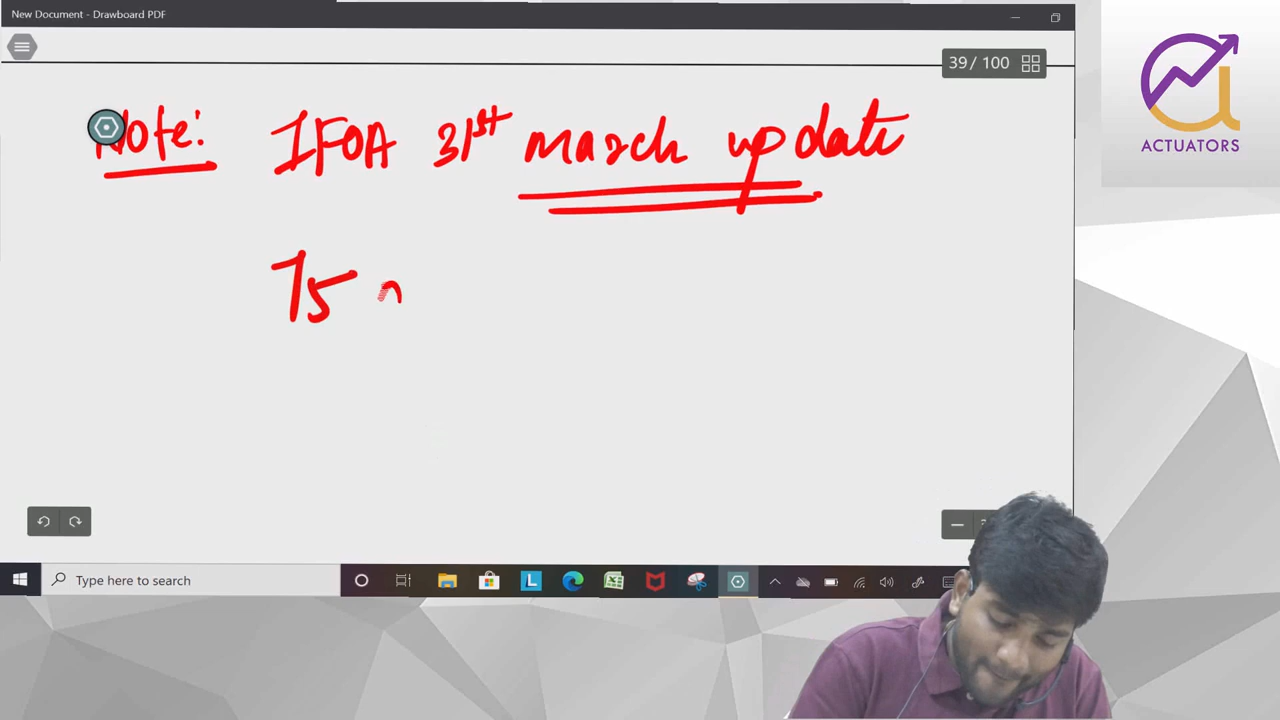 New Document - Drawboard PDF
39 / 100
Note: IFOA 31st march update
75
ACTUATORS
Type here to search